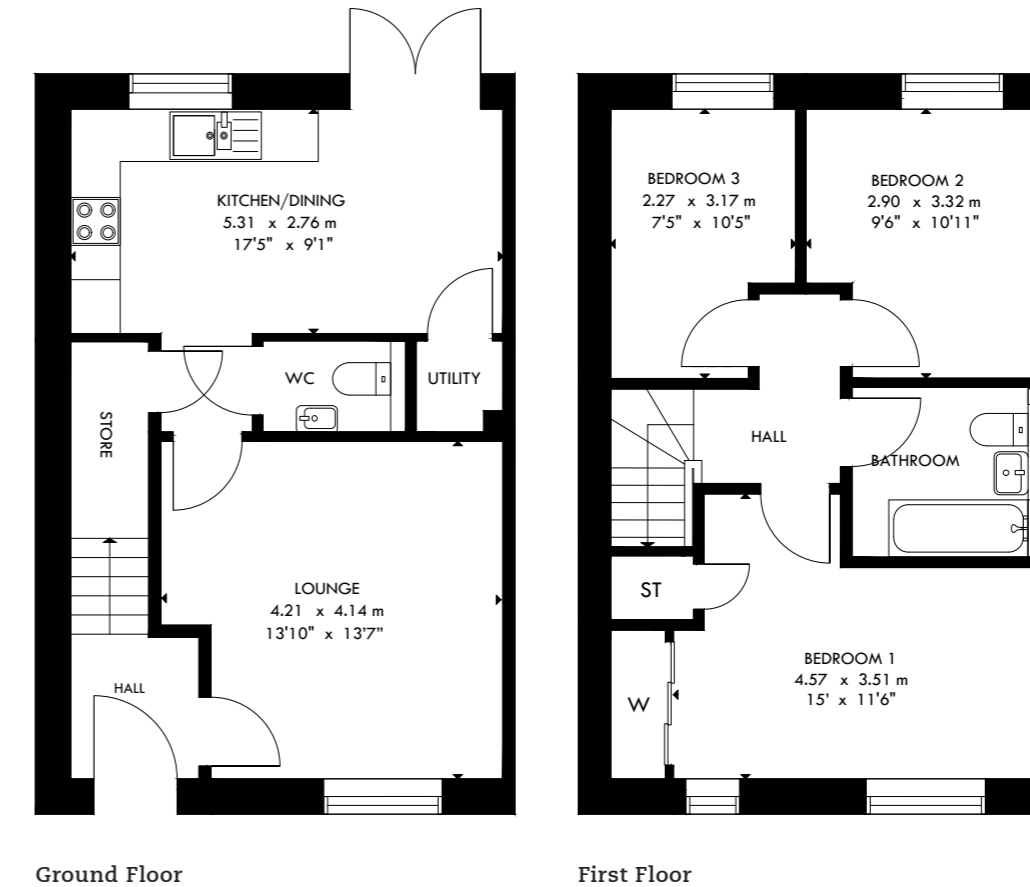 KITCHEN/DINING
5.31 x 2.76 m
17'5" x 9'1"
WC
UTILITY
STORE
LOUNGE
4.21 x 4.14 m
13'10" x 13'7”
HALL
Ground Floor
BEDROOM 3
2.27 x 3.17 m
7'5" x 10'5"
BEDROOM 2
2.90 x 3.32 m
9'6" x 10'11"
HALL
BATHROOM
ST
BEDROOM 1
4.57 x 3.51 m
15' x 11'6"
W
First Floor